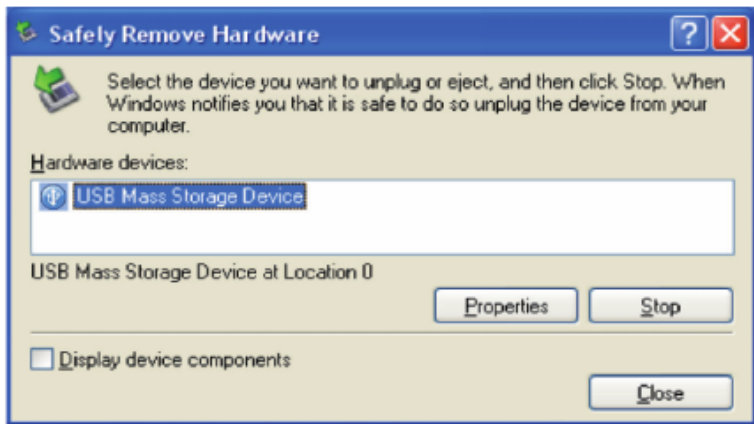 Safely Remove Hardware
Select the device you want to unplug or eject, and then click Stop. When
Windows notifies you that it is safe to do so unplug the device from your
computer.
Hardware devices:
USB Mass Storage Device
USB Mass Storage Device at Location 0
Properties Stop
Display device components
Close